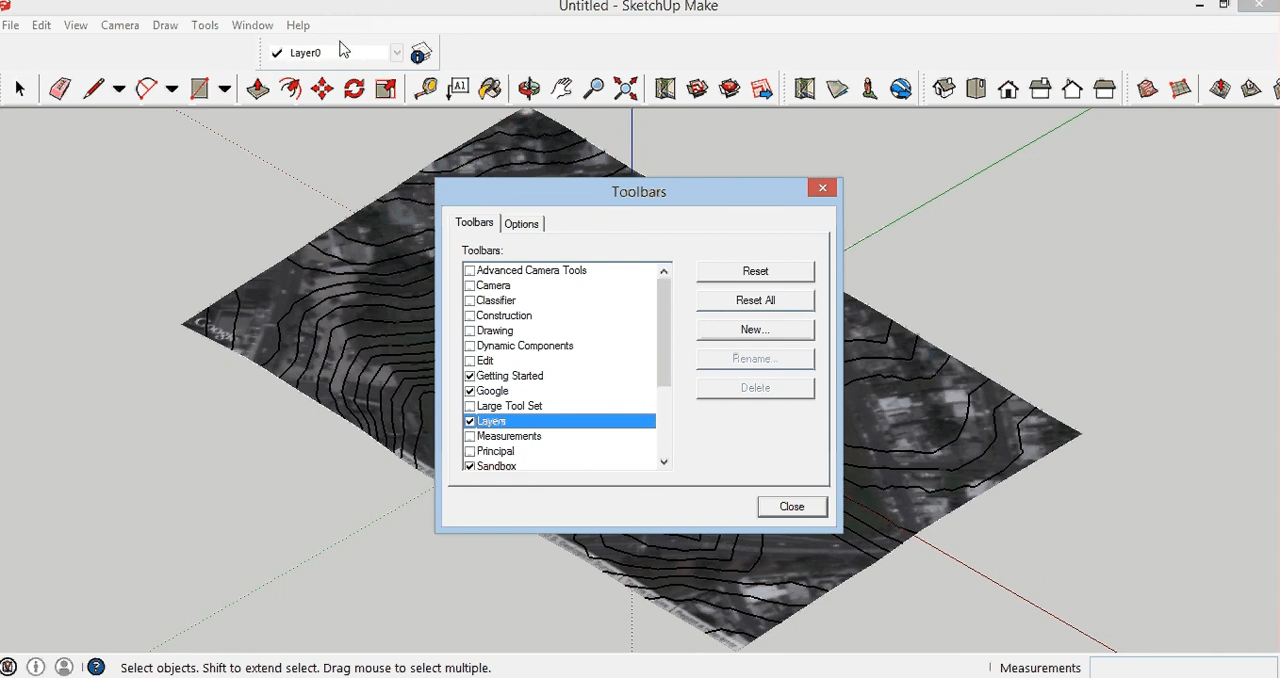 Untitled - SketchUp Make
File Edit View Camera Draw Tools Window Help
Layer0
A1
Toolbars
Toolbars Options
Toolbars:
Advanced Camera Tools
Camera
Classifier
Construction
Drawing
Dynamic Components
Edit
Getting Started
Google
Large Tool Set
Layers
Measurements
Principal
Sandbox
Reset
Reset All
New...
Rename...
Delete
Close
Select objects. Shift to extend select. Drag mouse to select multiple.
Measurements